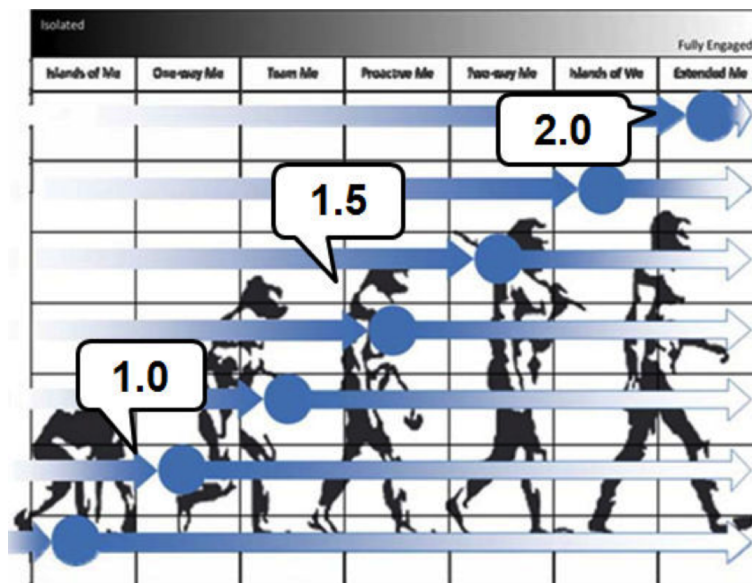 Isolated
Fully Engaged
Islands of Me
One-way Me
Team Me
Proactive Me
Two-way Me
Islands of We
Extended Me
2.0
1.5
1.0